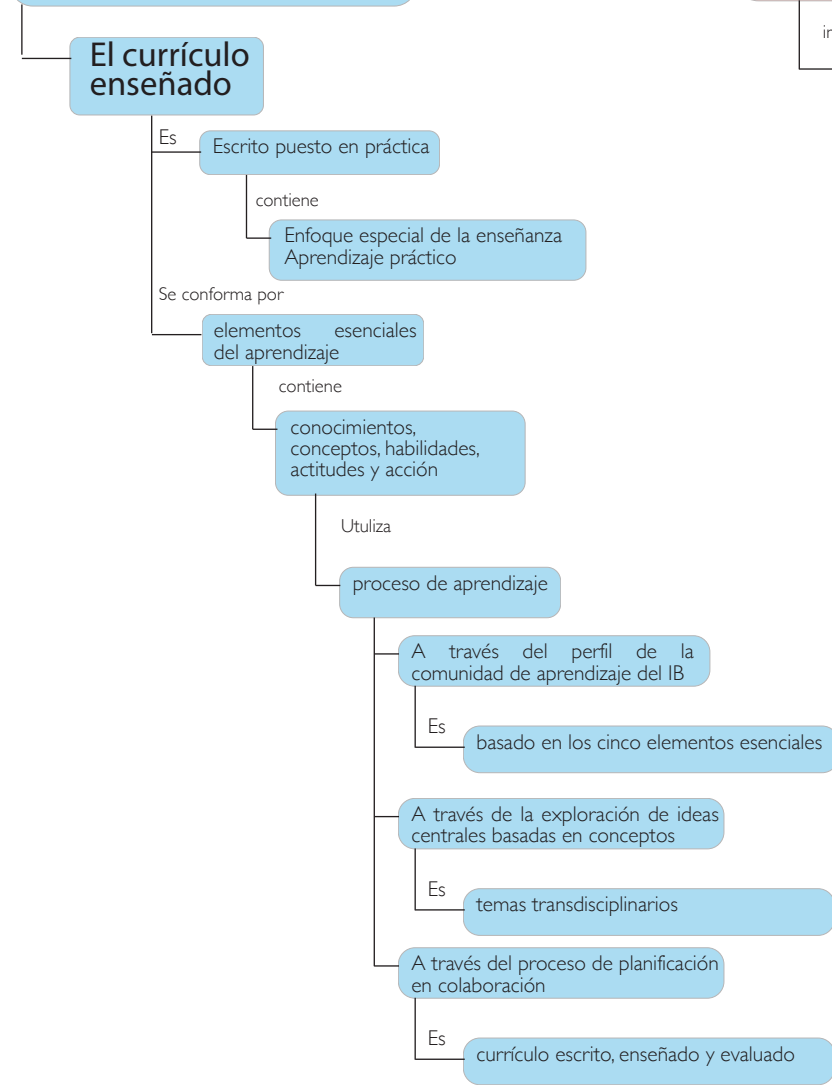 in
El currículo
enseñado
Es
Escrito puesto en práctica
contiene
Enfoque especial de la enseñanza
Aprendizaje práctico
Se conforma por
elementos esenciales
del aprendizaje
contiene
conocimientos,
conceptos, habilidades,
actitudes y acción
Utuliza
proceso de aprendizaje
A través del perfil de la
comunidad de aprendizaje del IB
Es
basado en los cinco elementos esenciales
A través de la exploración de ideas
centrales basadas en conceptos
Es
temas transdisciplinarios
A través del proceso de planificación
en colaboración
Es
currículo escrito, enseñado y evaluado